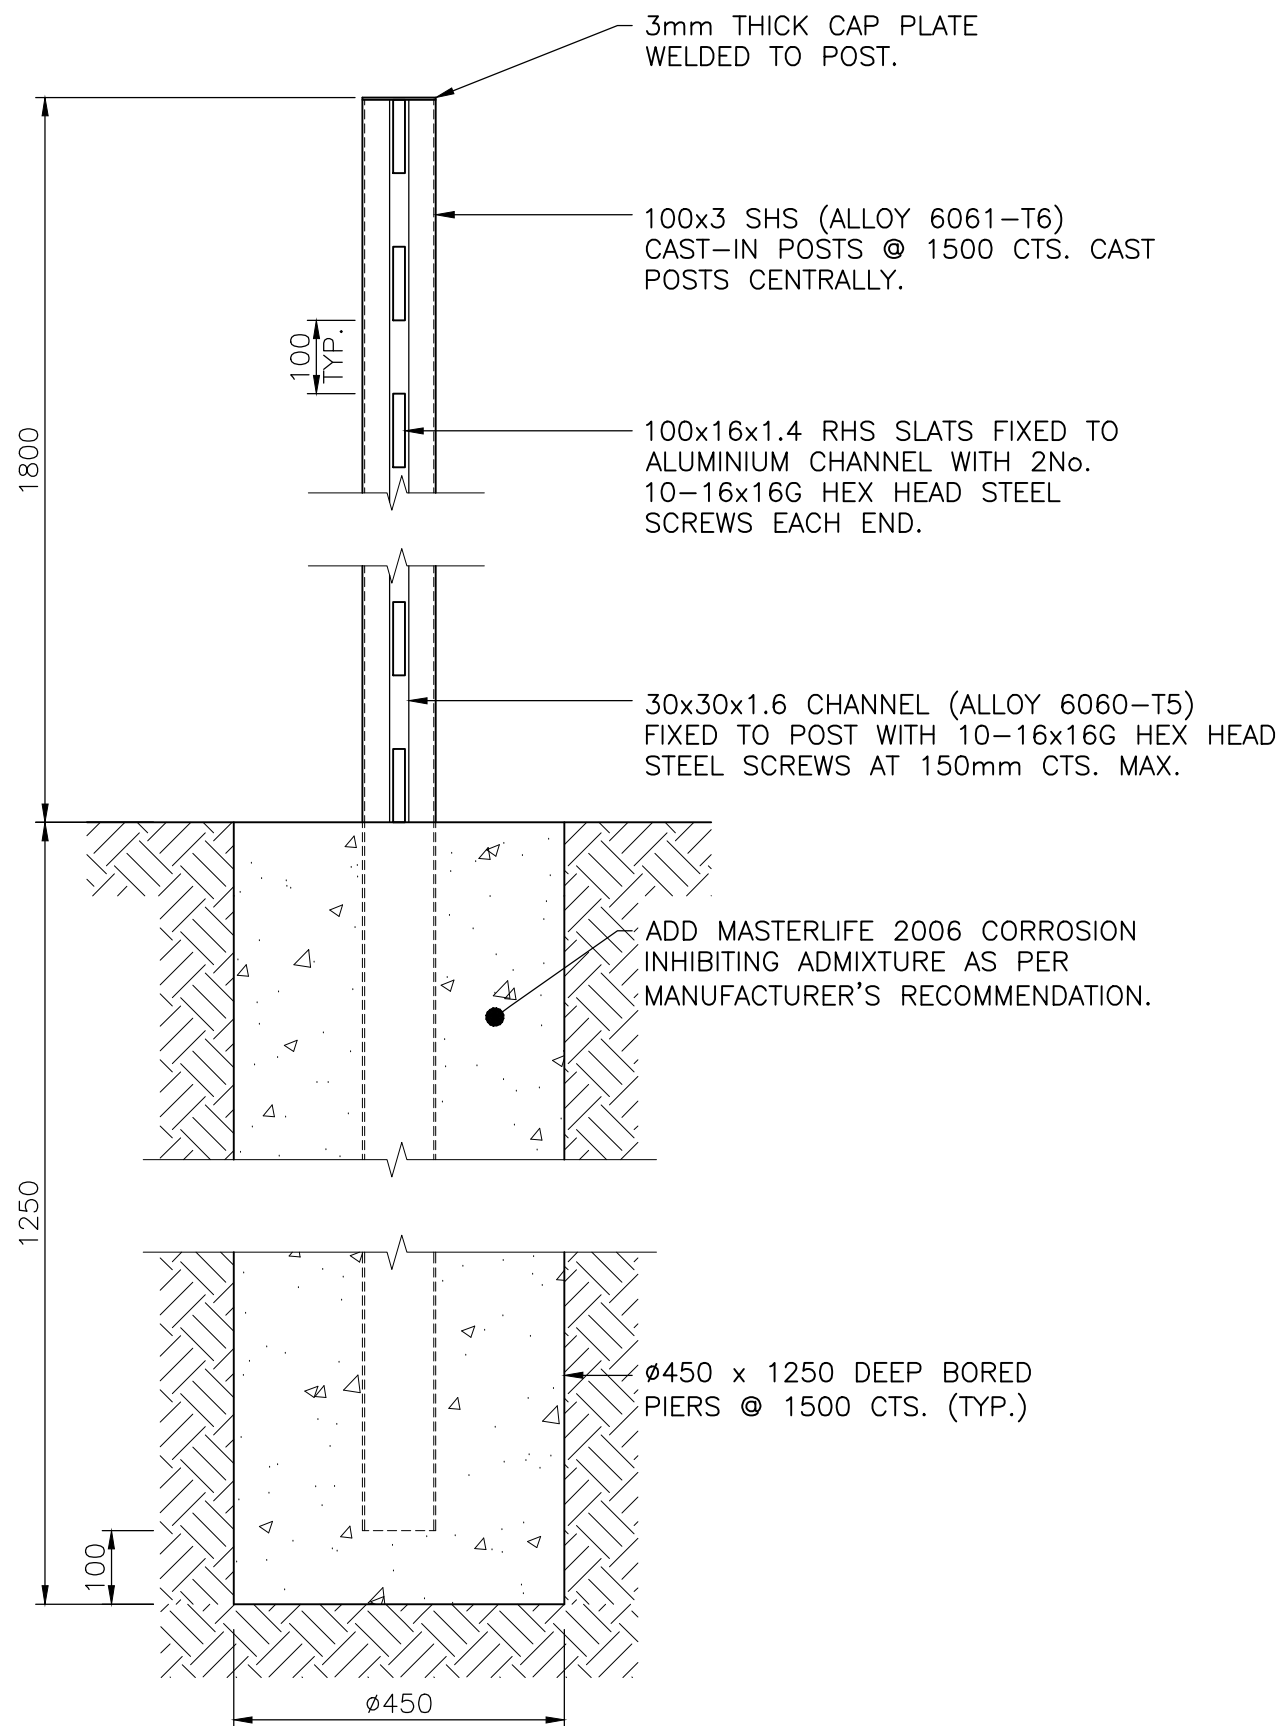 3mm THICK CAP PLATE
WELDED TO POST.
100x3 SHS (ALLOY 6061-T6)
CAST-IN POSTS @ 1500 CTS. CAST
POSTS CENTRALLY.
100
TYP.
1800
100x16x1.4 RHS SLATS FIXED TO
ALUMINIUM CHANNEL WITH 2No.
10-16x16G HEX HEAD STEEL
SCREWS EACH END.
30x30x1.6 CHANNEL (ALLOY 6060-T5)
FIXED TO POST WITH 10-16x16G HEX HEAD
STEEL SCREWS AT 150mm CTS. MAX.
ADD MASTERLIFE 2006 CORROSION
INHIBITING ADMIXTURE AS PER
MANUFACTURER'S RECOMMENDATION.
1250
ø450 x 1250 DEEP BORED
PIERS @ 1500 CTS. (TYP.)
100
ø450